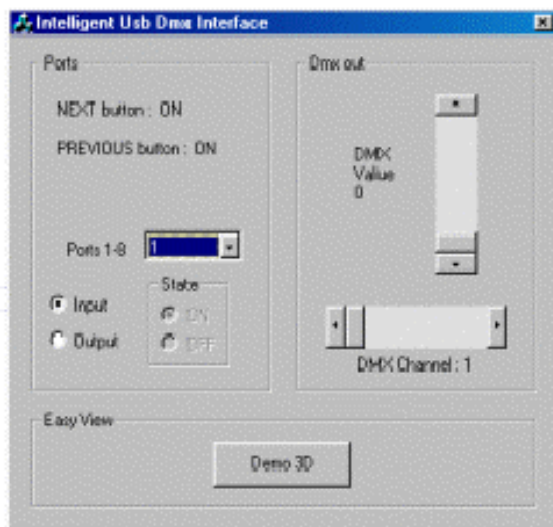 Intelligent Usb Dmx Interface
Ports
NEXT button : ON
PREVIOUS button : ON
Ports 1-8
1
Input
Output
State
ON
OFF
Dmx out
DMX
Value
0
DMX Channel : 1
Easy View
Demo 3D